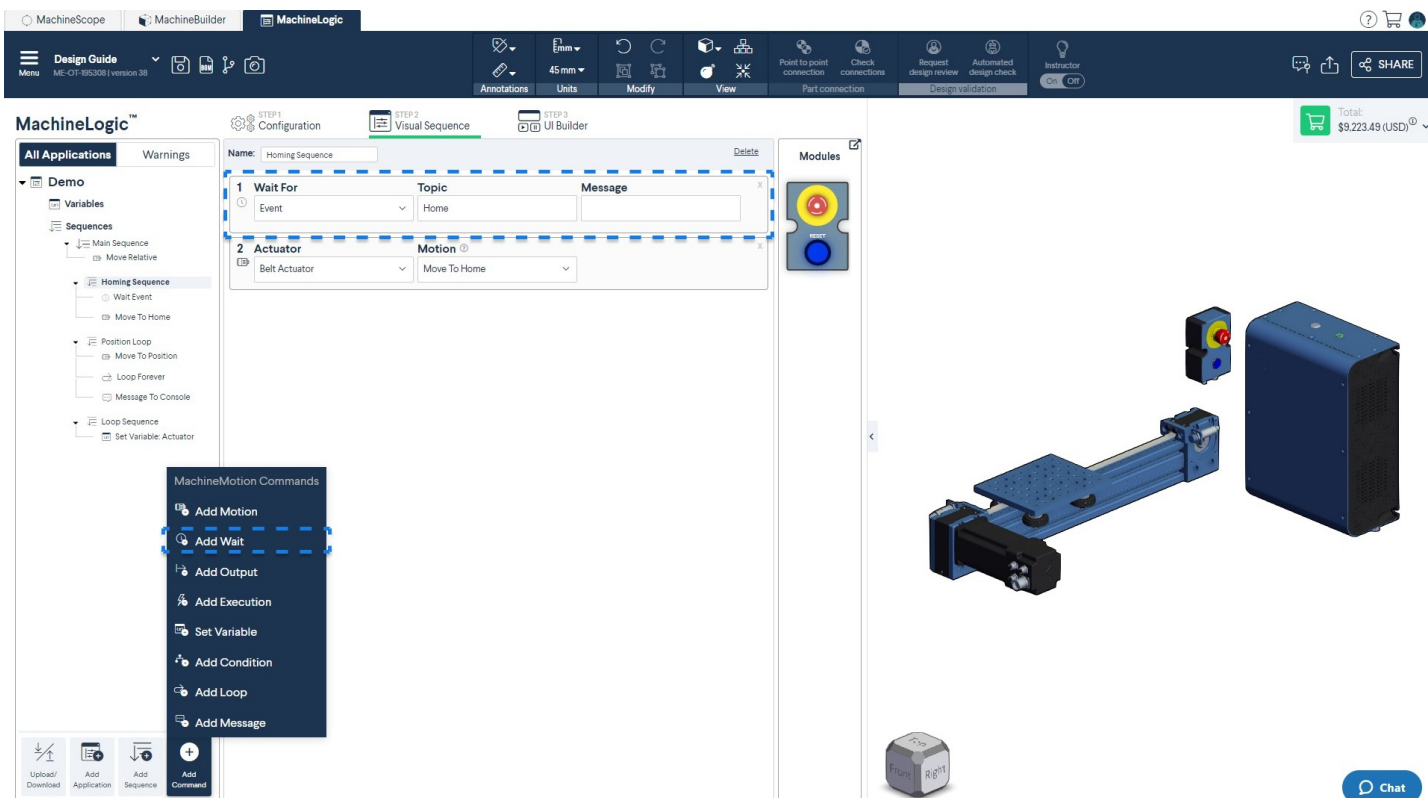 MachineScope MachineBuilder MachineLogic
Menu
Design Guide
ME-OT-195308 | version 38
BOM
mm
45 mm
Annotations Units Modify View
Point to point connection
Check connections
Part connection
Request design review
Automated design check
Design validation
Instructor
On Off
SHARE
MachineLogic™
STEP 1
Configuration
STEP 2
Visual Sequence
STEP 3
UI Builder
Total:
$9,223.49 (USD)
All Applications Warnings
Demo
Variables
Sequences
Main Sequence
Move Relative
Homing Sequence
Wait Event
Move To Home
Position Loop
Move To Position
Loop Forever
Message To Console
Loop Sequence
Set Variable: Actuator
Name: Homing Sequence Delete
1 Wait For Topic Message x
Event Home
2 Actuator Motion x
Belt Actuator Move To Home
Modules
RESET
MachineMotion Commands
Add Motion
Add Wait
Add Output
Add Execution
Set Variable
Add Condition
Add Loop
Add Message
Upload/
Download
Add
Application
Add
Sequence
Add
Command
Top
Front Right
Chat